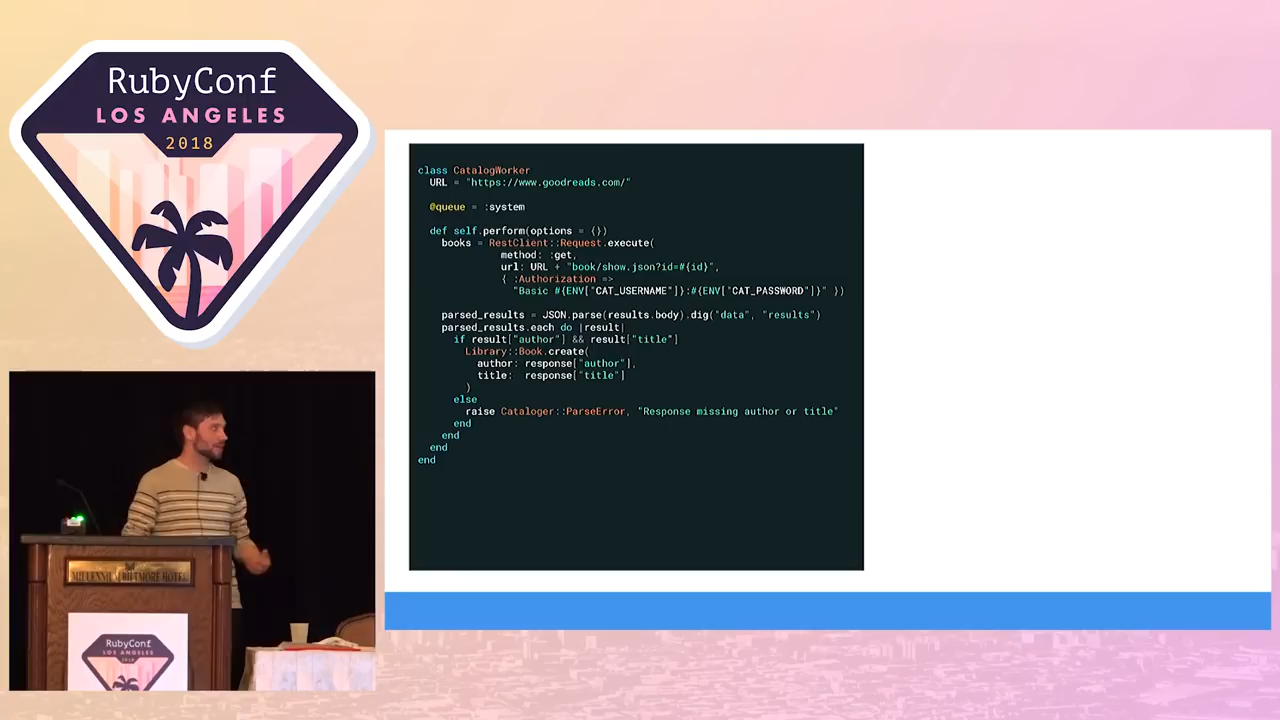 RubyConf
LOS ANGELES
2018
class CatalogWorker
URL = "https://www.goodreads.com/"
@queue = :system
def self.perform(options = {})
books = RestClient::Request.execute(
method: :get,
url: URL + "book/show.json?id=#{id}",
{ :Authorization =>
"Basic #{ENV["CAT_USERNAME"]}:#{ENV["CAT_PASSWORD"]}" })
parsed_results = JSON.parse(results.body).dig("data", "results")
parsed_results.each do |result|
if result["author"] && result["title"]
Library::Book.create(
author: response["author"],
title:  response["title"]
)
else
raise Cataloger::ParseError, "Response missing author or title"
end
end
end
end
MILLENNIUM BILTMORE HOTEL
RubyConf
LOS ANGELES
2018